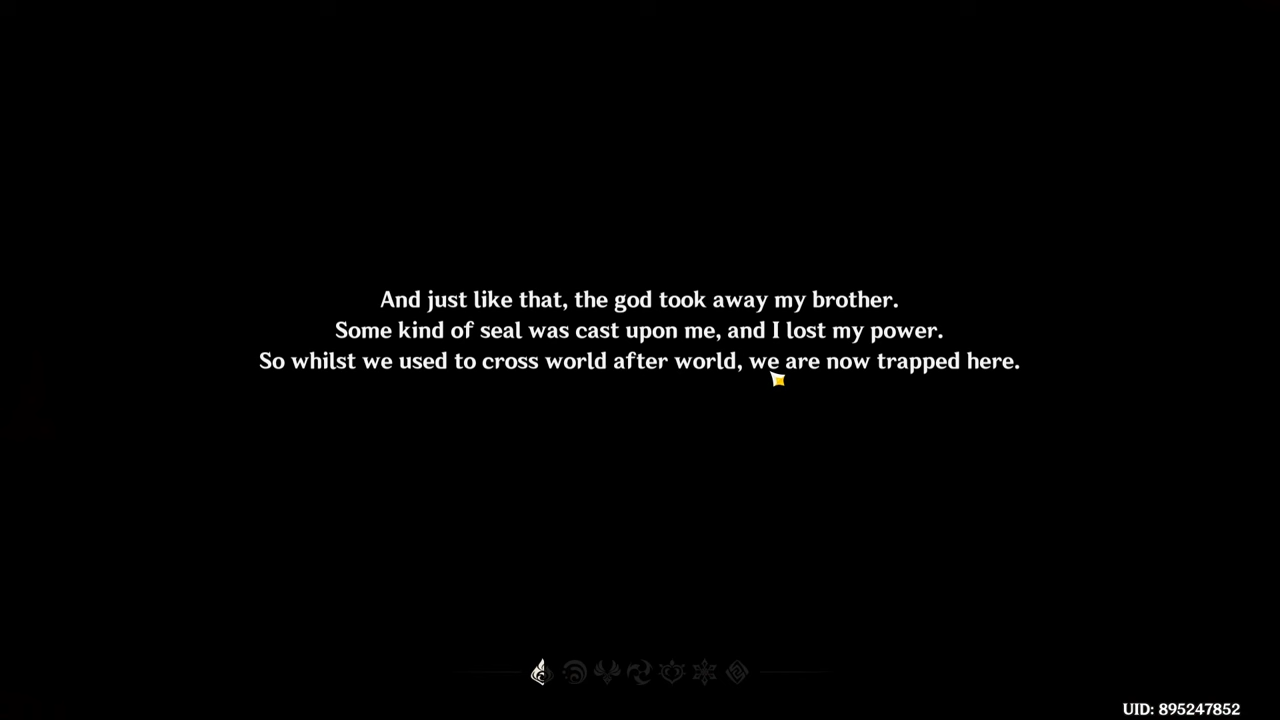 And just like that, the god took away my brother.
Some kind of seal was cast upon me, and I lost my power.
So whilst we used to cross world after world, we are now trapped here.
UID: 895247852